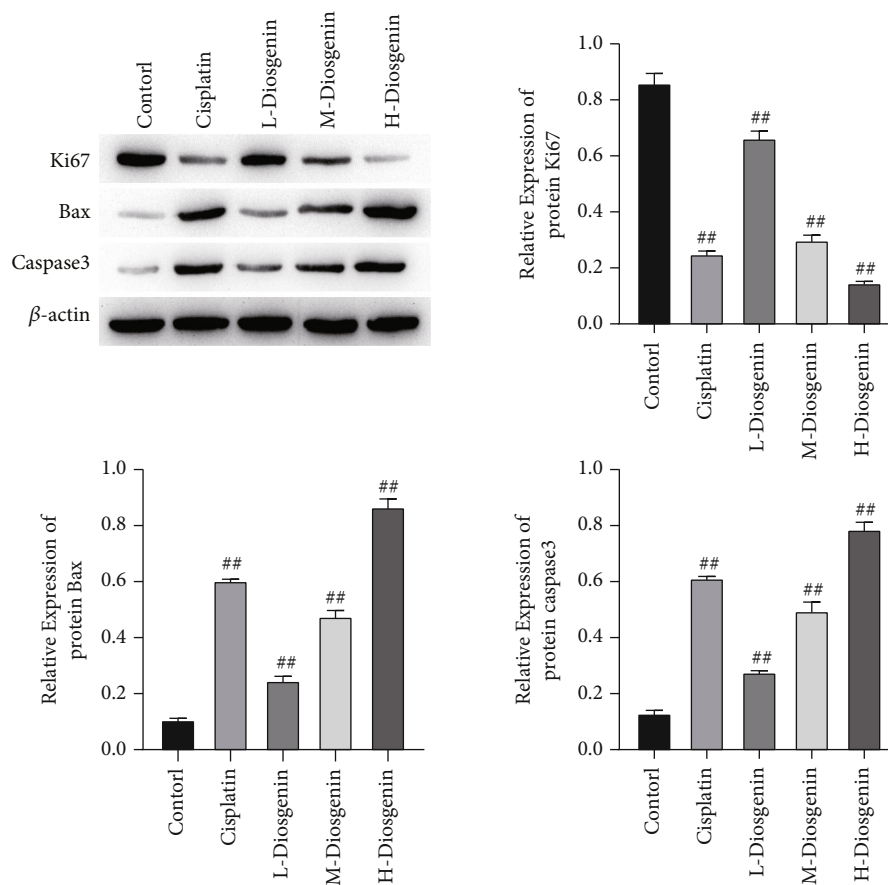 Contorl
Cisplatin
L-Diosgenin
M-Diosgenin
H-Diosgenin
Ki67
Bax
Caspase3
β-actin
Relative Expression of
protein Ki67
1.0
0.8
0.6
0.4
0.2
0.0
##
##
##
##
Contorl
Cisplatin
L-Diosgenin
M-Diosgenin
H-Diosgenin
Relative Expression of
protein Bax
1.0
0.8
0.6
0.4
0.2
0.0
##
##
##
##
Contorl
Cisplatin
L-Diosgenin
M-Diosgenin
H-Diosgenin
Relative Expression of
protein caspase3
1.0
0.8
0.6
0.4
0.2
0.0
##
##
##
##
Contorl
Cisplatin
L-Diosgenin
M-Diosgenin
H-Diosgenin